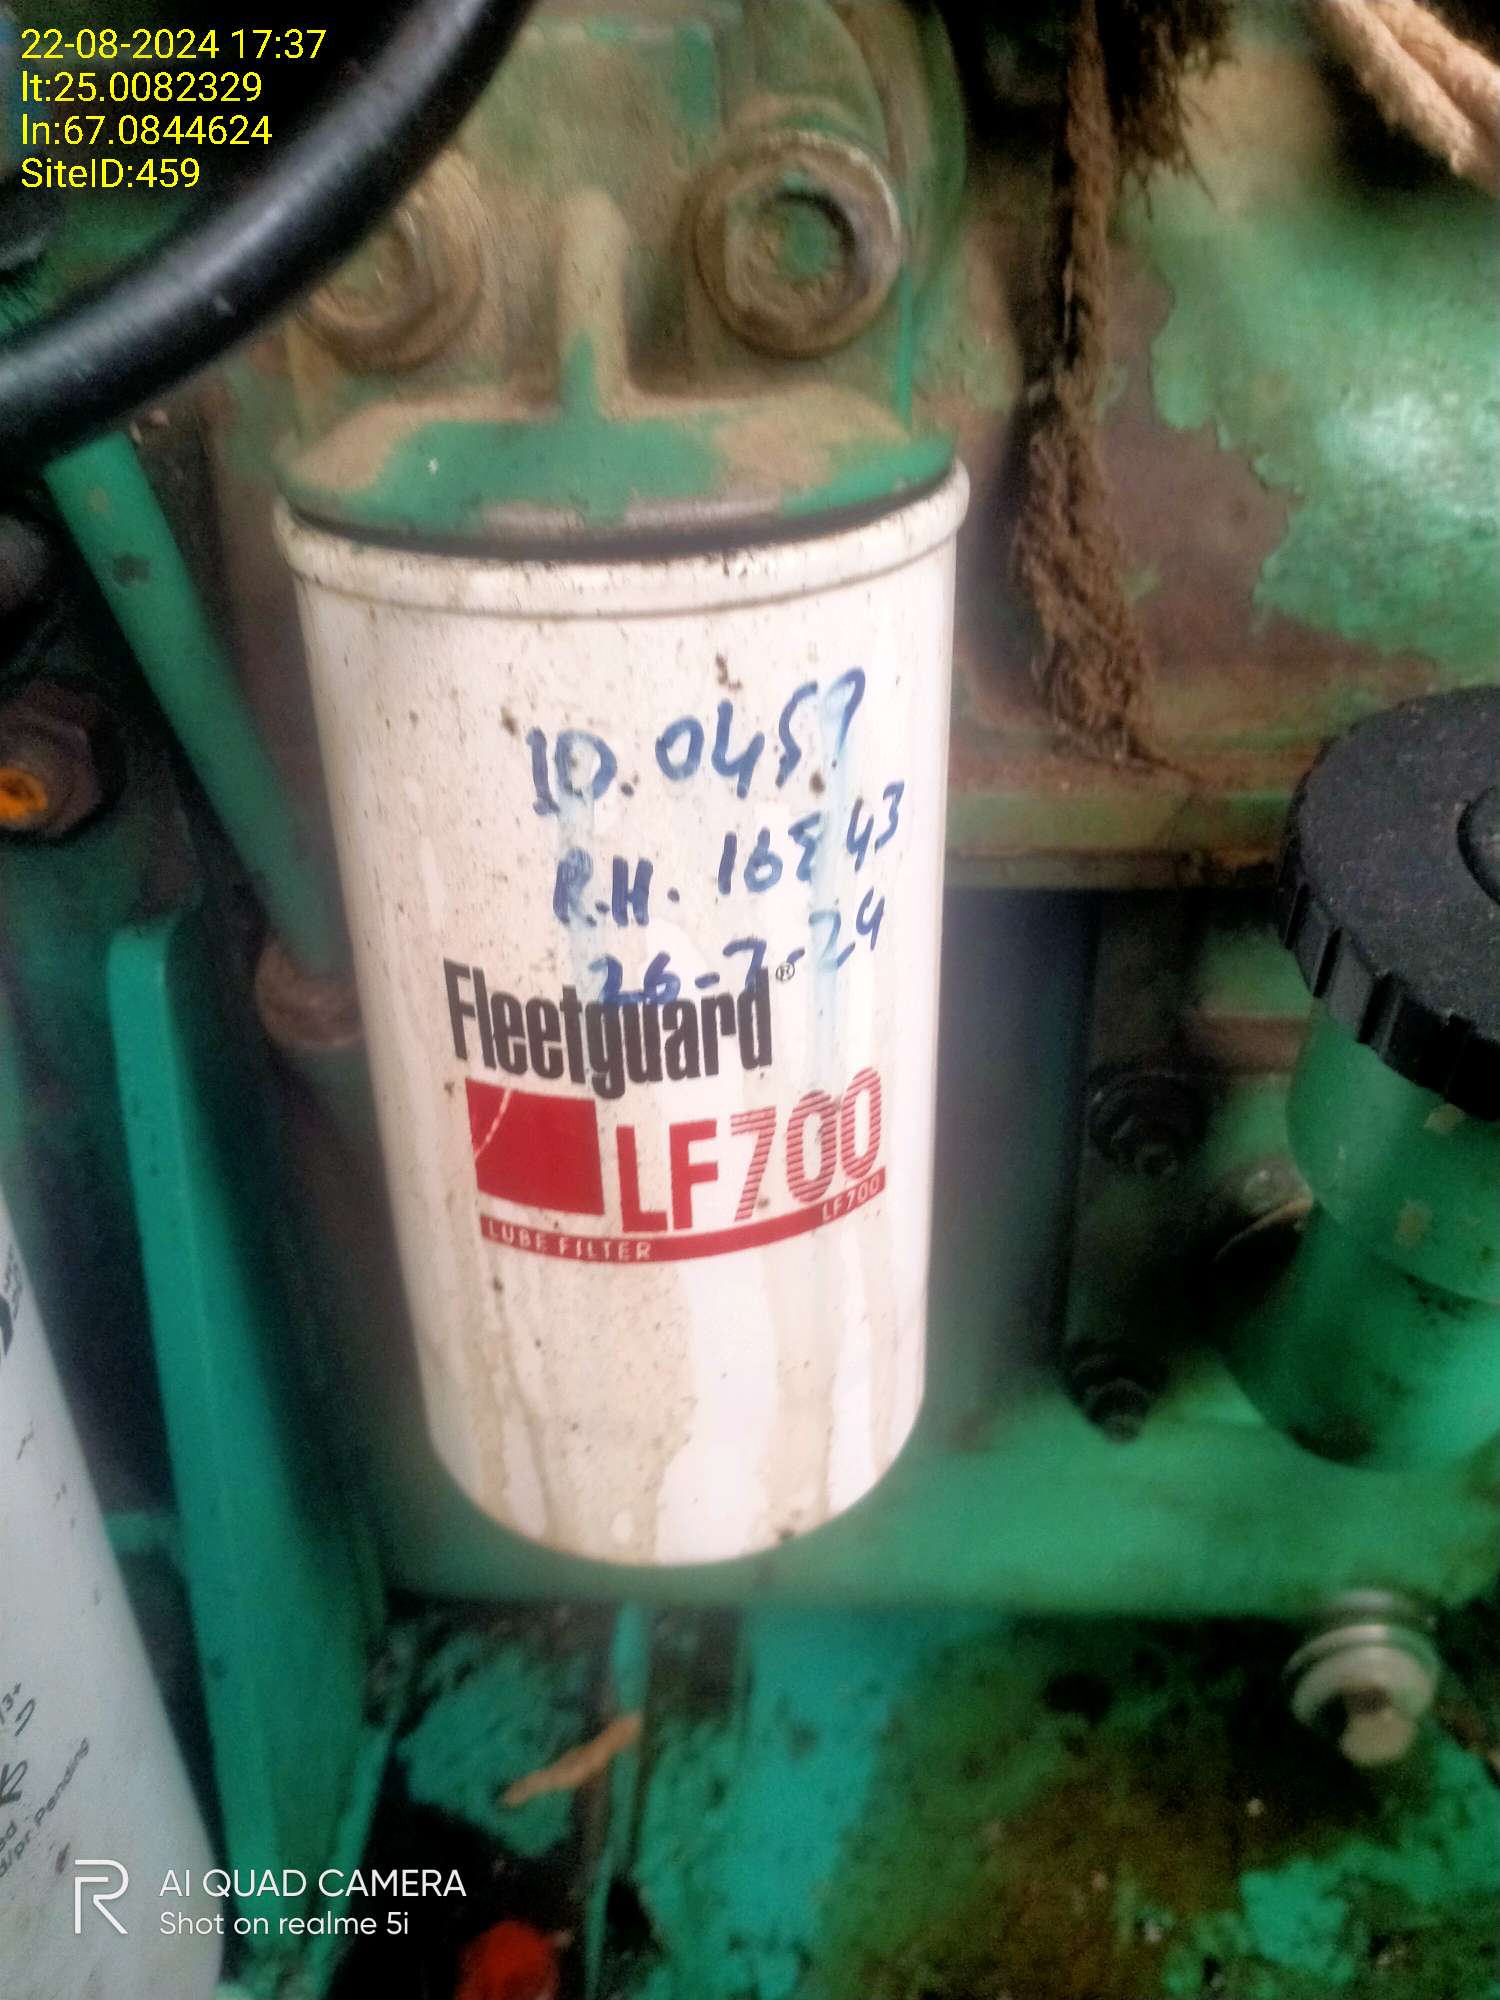 22-08-2024 17:37
lt:25.0082329
ln:67.0844624
SiteID:459
ID. 0459
R.H.
26-7-24
Fleetguard®
LF700
LUBE FILTER LF700
Pending
R AI QUAD CAMERA
Shot on realme 5i